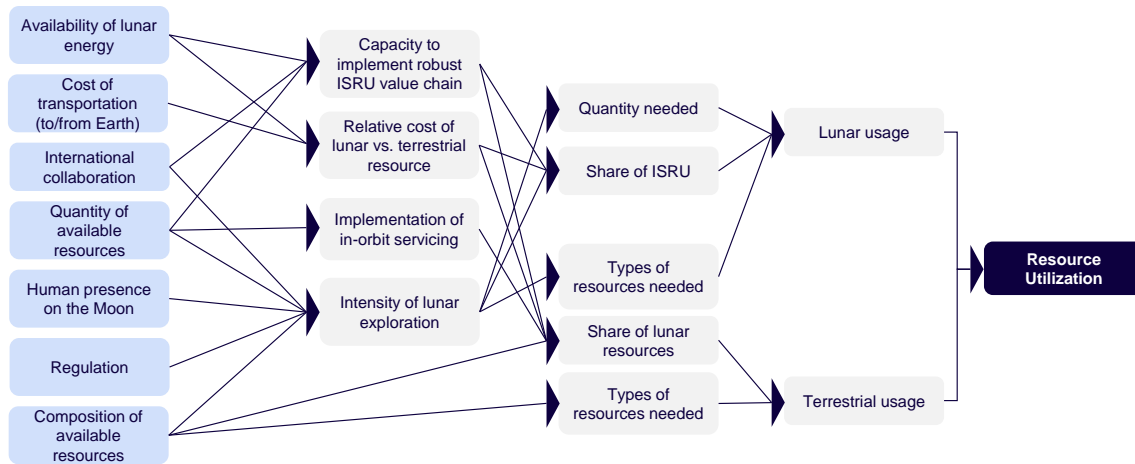 Availability of lunar
energy
Cost of
transportation
(to/from Earth)
International
collaboration
Quantity of
available
resources
Human presence
on the Moon
Regulation
Composition of
available
resources
Capacity to
implement robust
ISRU value chain
Relative cost of
lunar vs. terrestrial
resource
Implementation of
in-orbit servicing
Intensity of lunar
exploration
Quantity needed
Share of ISRU
Types of
resources needed
Share of lunar
resources
Types of
resources needed
Lunar usage
Terrestrial usage
Resource
Utilization